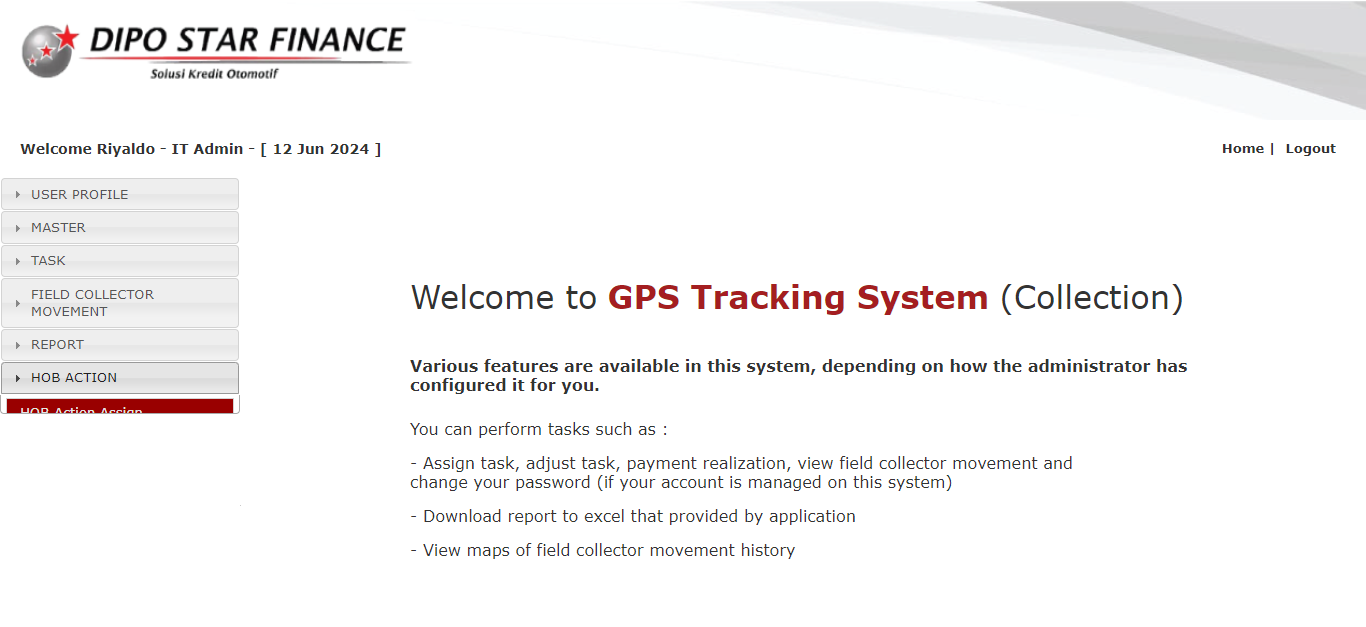 DIPO STAR FINANCE
Solusi Kredit Otomotif
Welcome Riyaldo - IT Admin - [ 12 Jun 2024 ]
Home | Logout
USER PROFILE
MASTER
TASK
FIELD COLLECTOR
MOVEMENT
REPORT
HOB ACTION
HOB Action Assign
Welcome to GPS Tracking System (Collection)
Various features are available in this system, depending on how the administrator has
configured it for you.
You can perform tasks such as :
- Assign task, adjust task, payment realization, view field collector movement and
change your password (if your account is managed on this system)
- Download report to excel that provided by application
- View maps of field collector movement history